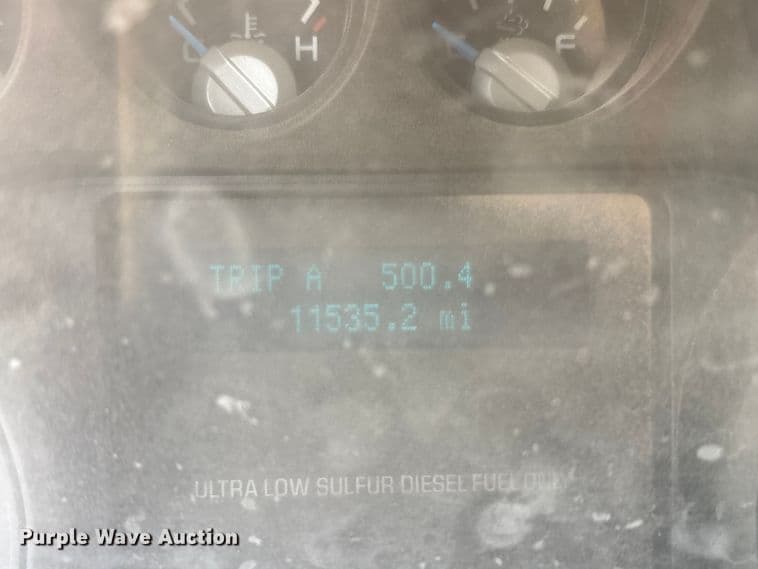 C H F
TRIP A 500.4
11535.2 mi
ULTRA LOW SULFUR DIESEL FUEL ONLY
Purple Wave Auction